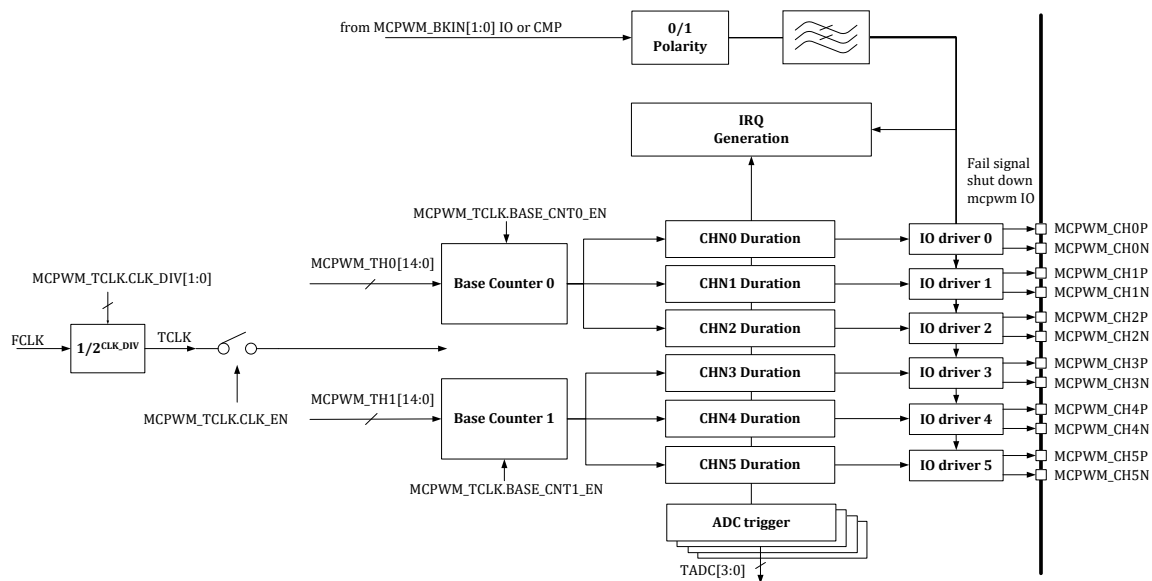 from MCPWM_BKIN[1:0] IO or CMP
0/1
Polarity
IRQ
Generation
Fail signal
shut down
mcpwm IO
MCPWM_TCLK.BASE_CNT0_EN
MCPWM_TH0[14:0]
Base Counter 0
CHN0 Duration
CHN1 Duration
CHN2 Duration
IO driver 0
IO driver 1
IO driver 2
MCPWM_CH0P
MCPWM_CH0N
MCPWM_CH1P
MCPWM_CH1N
MCPWM_CH2P
MCPWM_CH2N
MCPWM_TCLK.CLK_DIV[1:0]
FCLK
1/2^CLK_DIV
TCLK
MCPWM_TCLK.CLK_EN
MCPWM_TH1[14:0]
Base Counter 1
MCPWM_TCLK.BASE_CNT1_EN
CHN3 Duration
CHN4 Duration
CHN5 Duration
IO driver 3
IO driver 4
IO driver 5
MCPWM_CH3P
MCPWM_CH3N
MCPWM_CH4P
MCPWM_CH4N
MCPWM_CH5P
MCPWM_CH5N
ADC trigger
TADC[3:0]